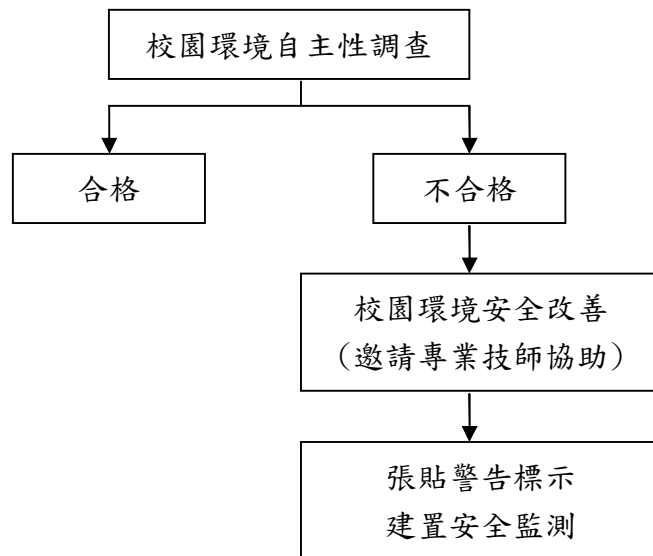 校園環境自主性調查
合格
不合格
校園環境安全改善
(邀請專業技師協助)
張貼警告標示
建置安全監測